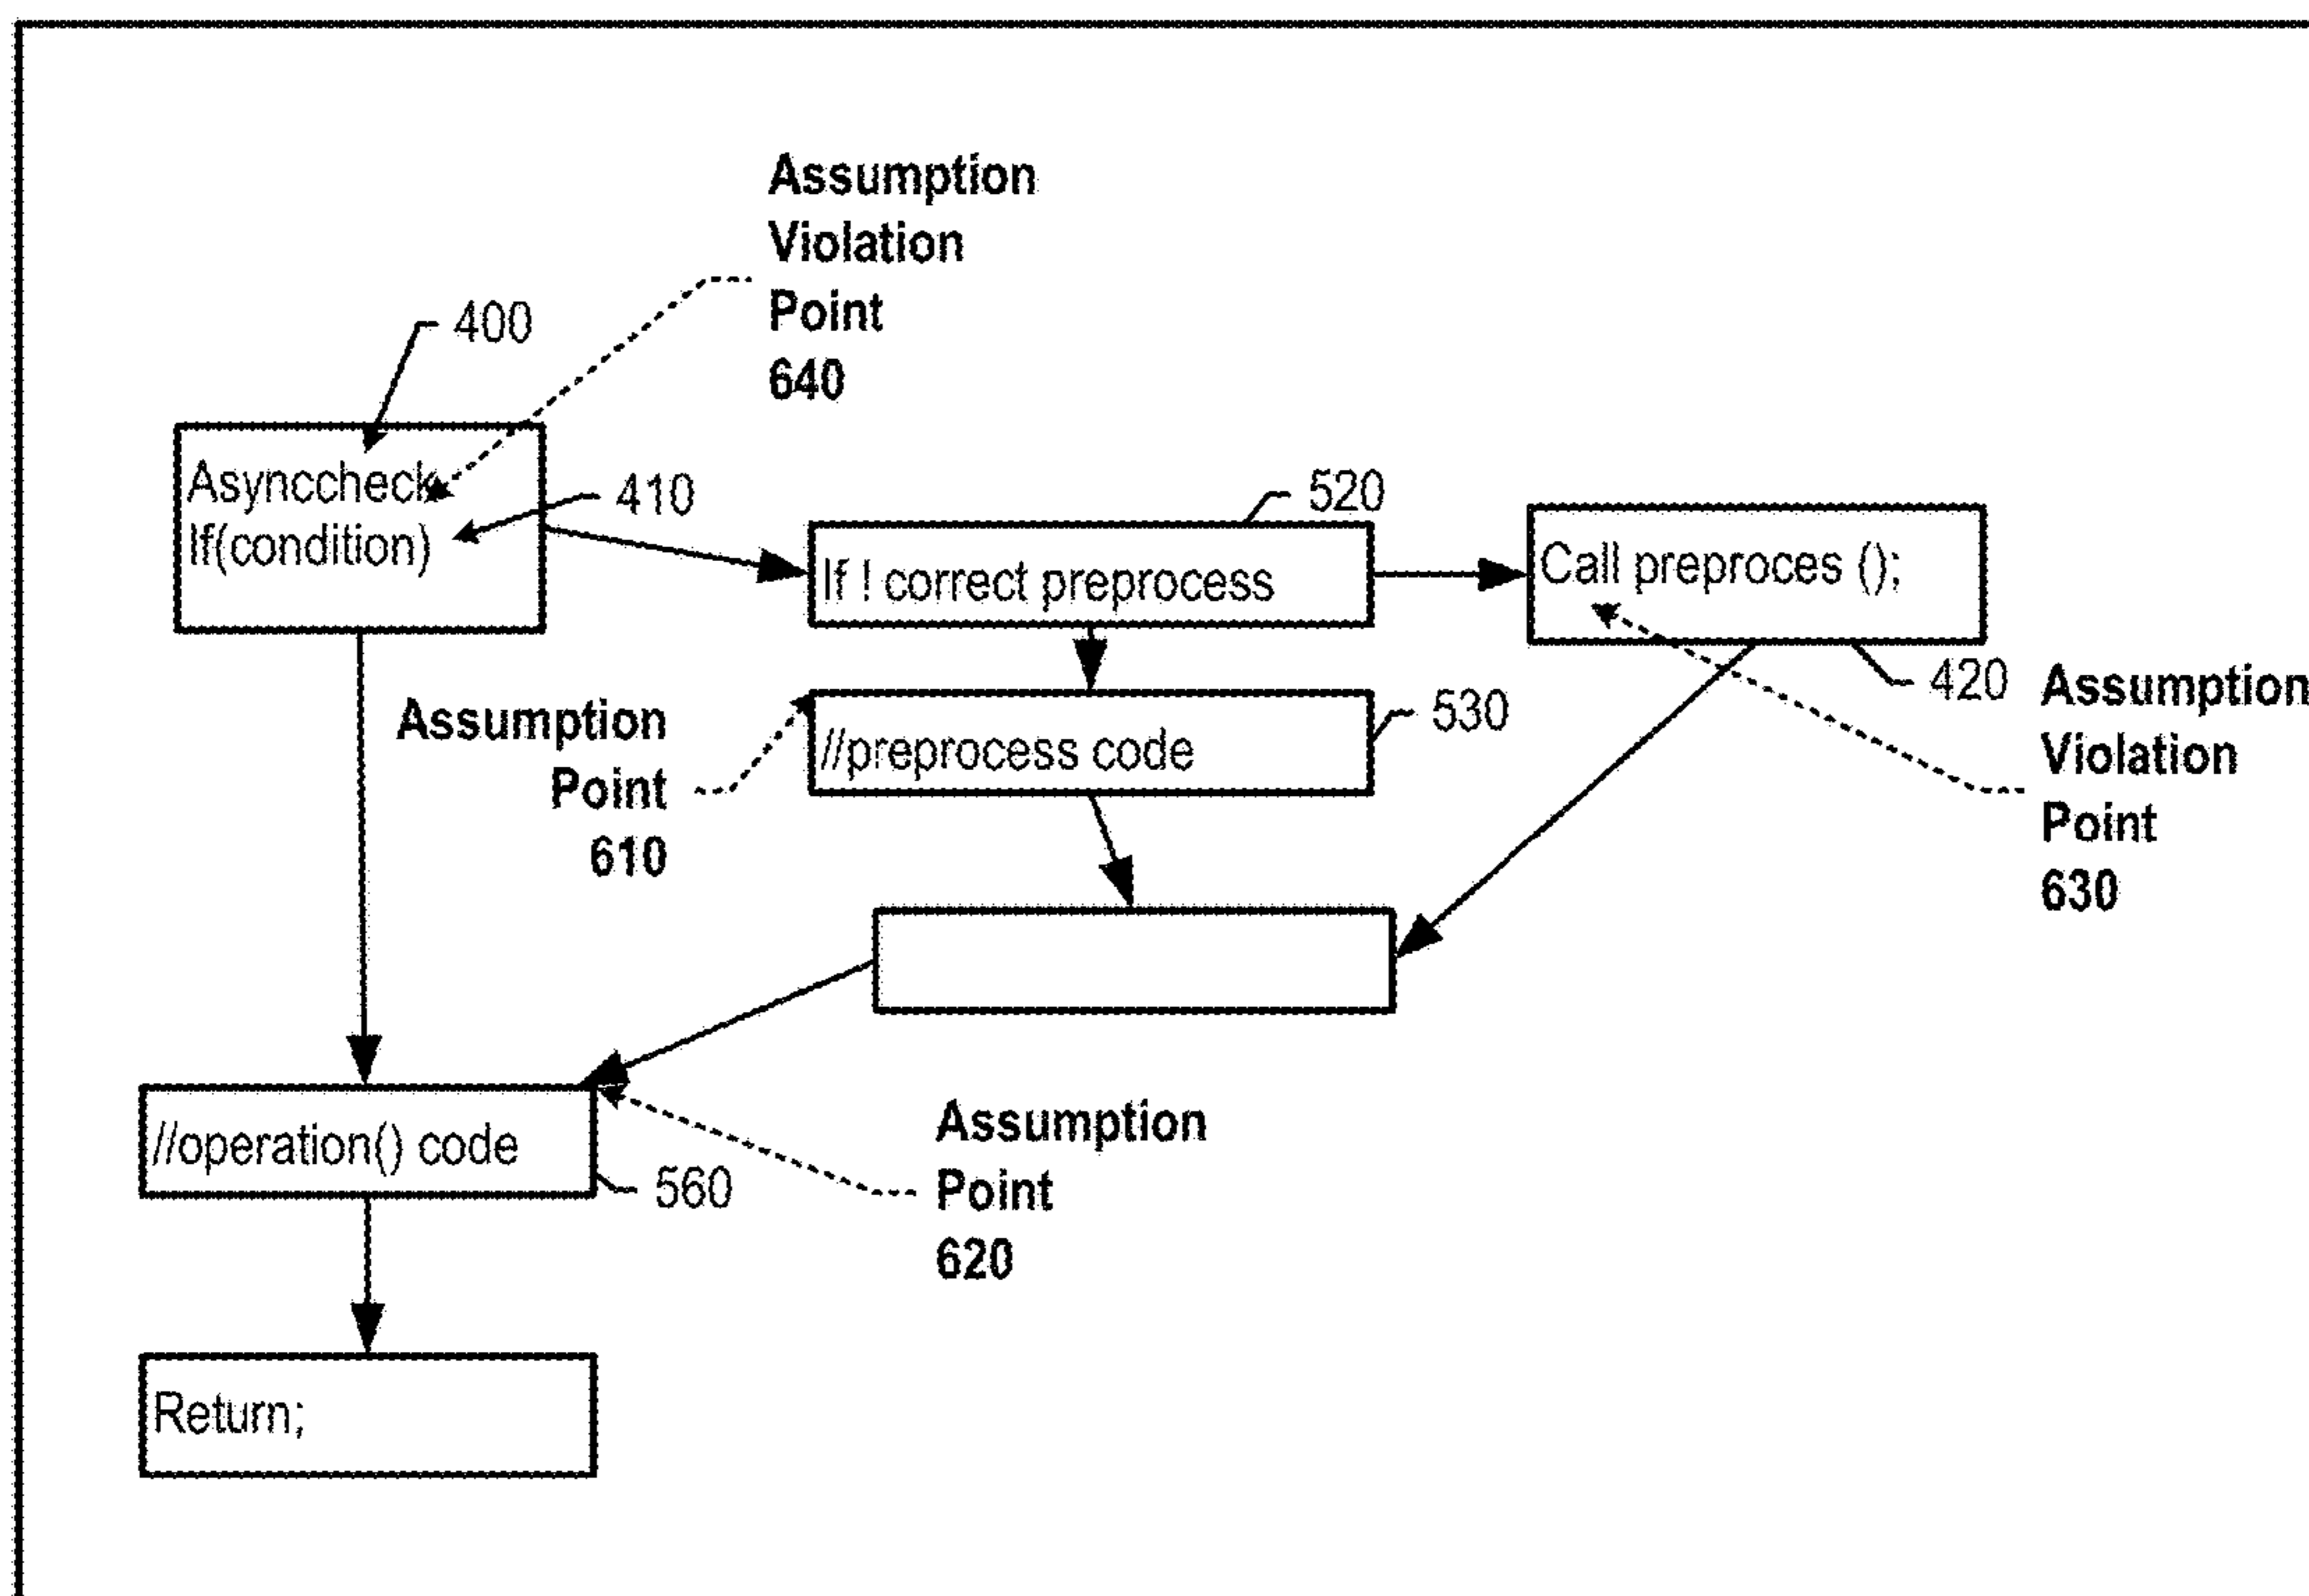 Assumption
Violation
Point
640
400
Asynccheck
If(condition)
410
520
If ! correct preprocess
Call preproces ();
420
Assumption
Violation
Point
630
Assumption
Point
610
530
//preprocess code
//operation() code
560
Assumption
Point
620
Return;